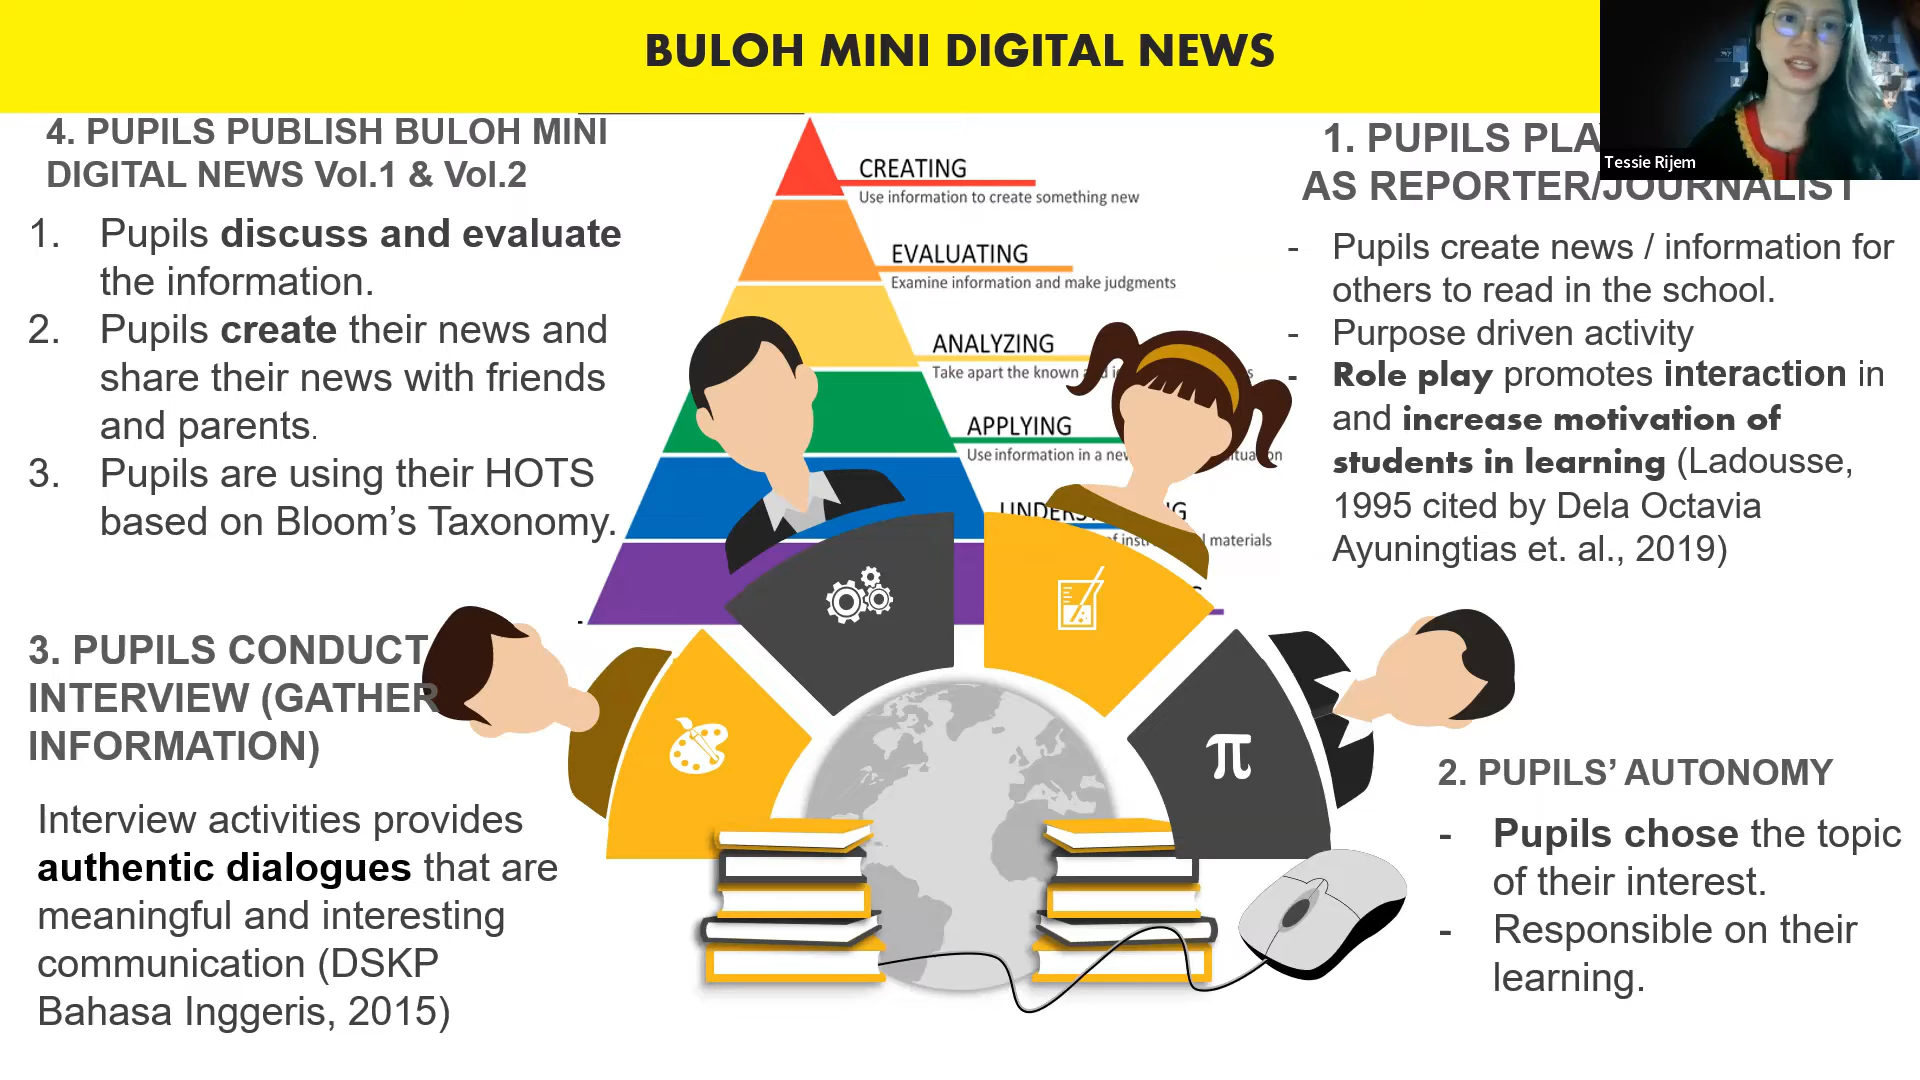 BULOH MINI DIGITAL NEWS
Tessie Rijem
4. PUPILS PUBLISH BULOH MINI
DIGITAL NEWS Vol.1 & Vol.2
1. Pupils discuss and evaluate
the information.
2. Pupils create their news and
share their news with friends
and parents.
3. Pupils are using their HOTS
based on Bloom’s Taxonomy.
CREATING
Use information to create something new
EVALUATING
Examine information and make judgments
ANALYZING
Take apart the known
APPLYING
Use information in a
materials
1. PUPILS
AS REPORTER/JOURNALIST
- Pupils create news / information for
others to read in the school.
- Purpose driven activity
- Role play promotes interaction in
and increase motivation of
students in learning (Ladousse,
1995 cited by Dela Octavia
Ayuningtias et. al., 2019)
3. PUPILS CONDUCT
INTERVIEW (GATHER
INFORMATION)
Interview activities provides
authentic dialogues that are
meaningful and interesting
communication (DSKP
Bahasa Inggeris, 2015)
π
2. PUPILS’ AUTONOMY
- Pupils chose the topic
of their interest.
- Responsible on their
learning.